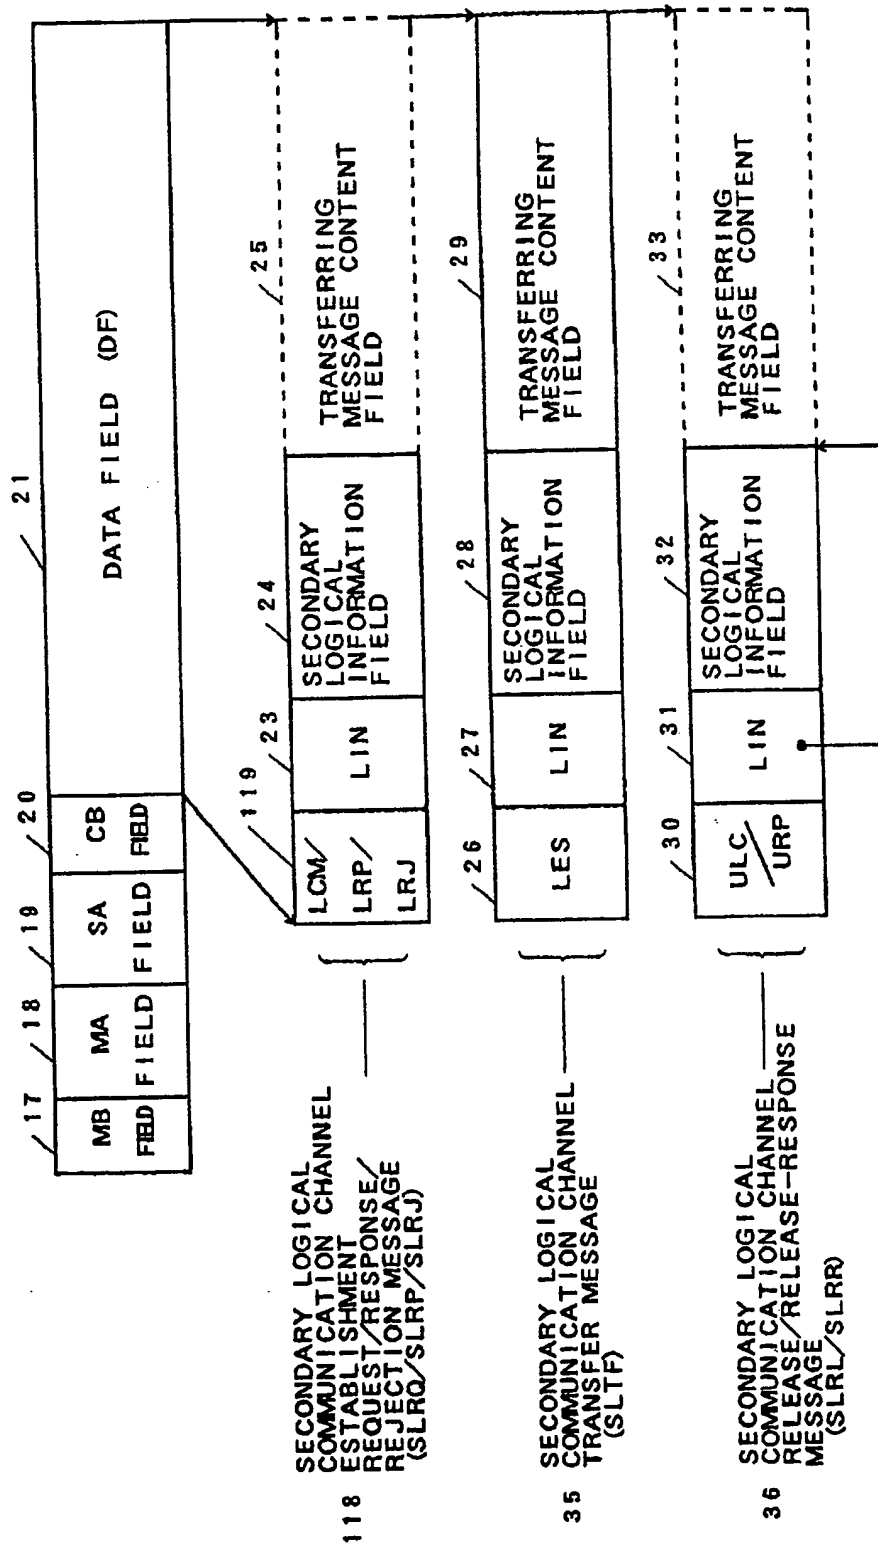 17
18
19
20
21
MB
FIELD
MA
FIELD
SA
FIELD
CB
FIELD
DATA FIELD (DF)
118
SECONDARY LOGICAL
COMMUNICATION CHANNEL
ESTABLISHMENT
REQUEST/RESPONSE/
REJECTION MESSAGE
(SLRQ/SLRP/SLRJ)
119
23
24
25
LCM/
LRP/
LRJ
LIN
SECONDARY
LOGICAL
INFORMATION
FIELD
TRANSFERRING
MESSAGE CONTENT
FIELD
35
SECONDARY LOGICAL
COMMUNICATION CHANNEL
TRANSFER MESSAGE
(SLTF)
26
27
28
29
LES
LIN
SECONDARY
LOGICAL
INFORMATION
FIELD
TRANSFERRING
MESSAGE CONTENT
FIELD
36
SECONDARY LOGICAL
COMMUNICATION CHANNEL
RELEASE/RELEASE-RESPONSE
MESSAGE
(SLRL/SLRR)
30
31
32
33
ULC/
URP
LIN
SECONDARY
LOGICAL
INFORMATION
FIELD
TRANSFERRING
MESSAGE CONTENT
FIELD